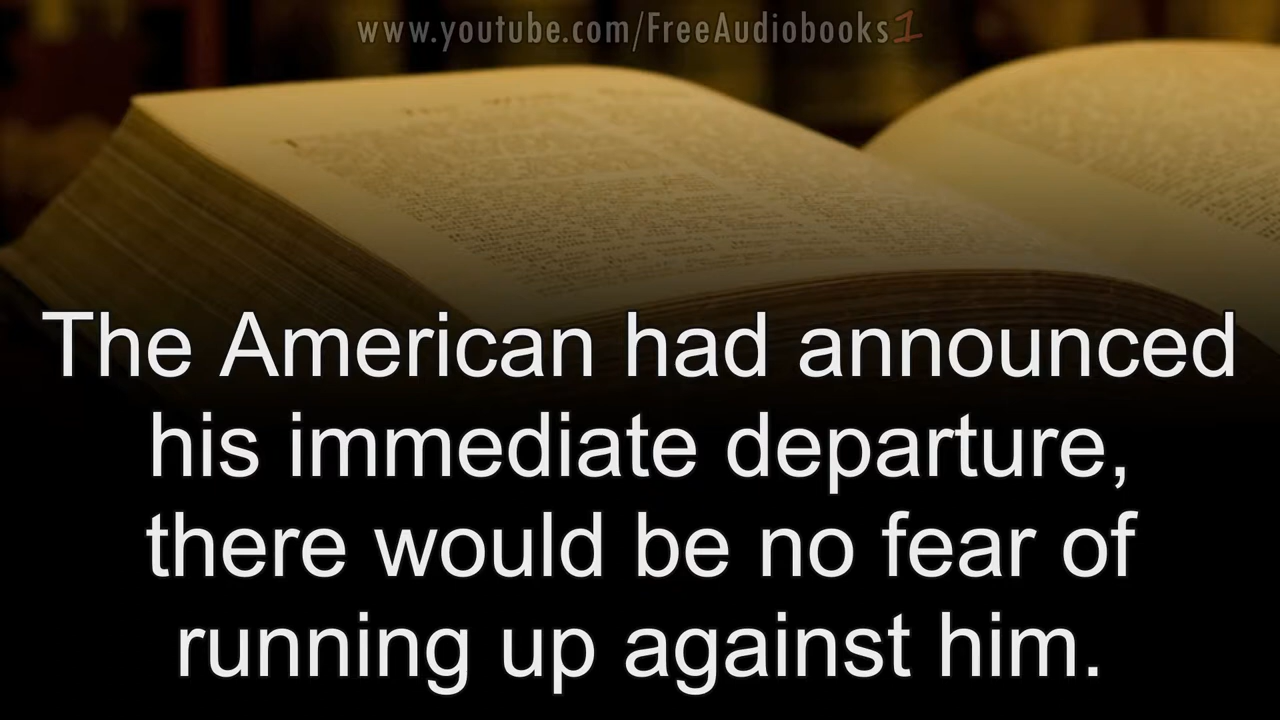 www.youtube.com/FreeAudiobooks1
The American had announced
his immediate departure,
there would be no fear of
running up against him.